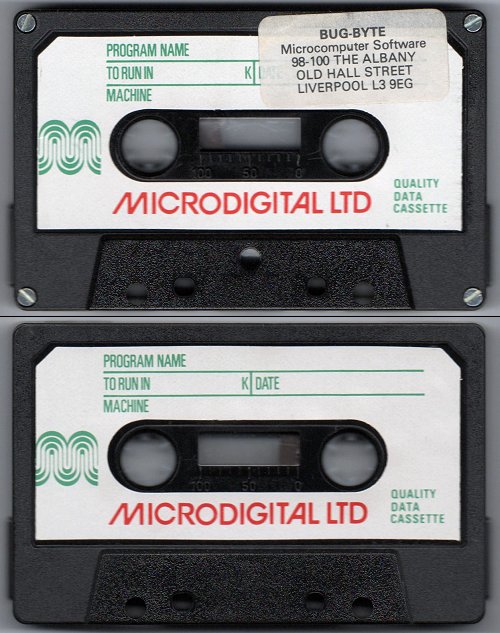 PROGRAM NAME
TO RUN IN K D
MACHINE
BUG-BYTE
Microcomputer Software
98-100 THE ALBANY
OLD HALL STREET
LIVERPOOL L3 9EG
100 50 0
MICRODIGITAL LTD
QUALITY
DATA
CASSETTE
PROGRAM NAME
TO RUN IN K DATE
MACHINE
100 50 0
MICRODIGITAL LTD
QUALITY
DATA
CASSETTE